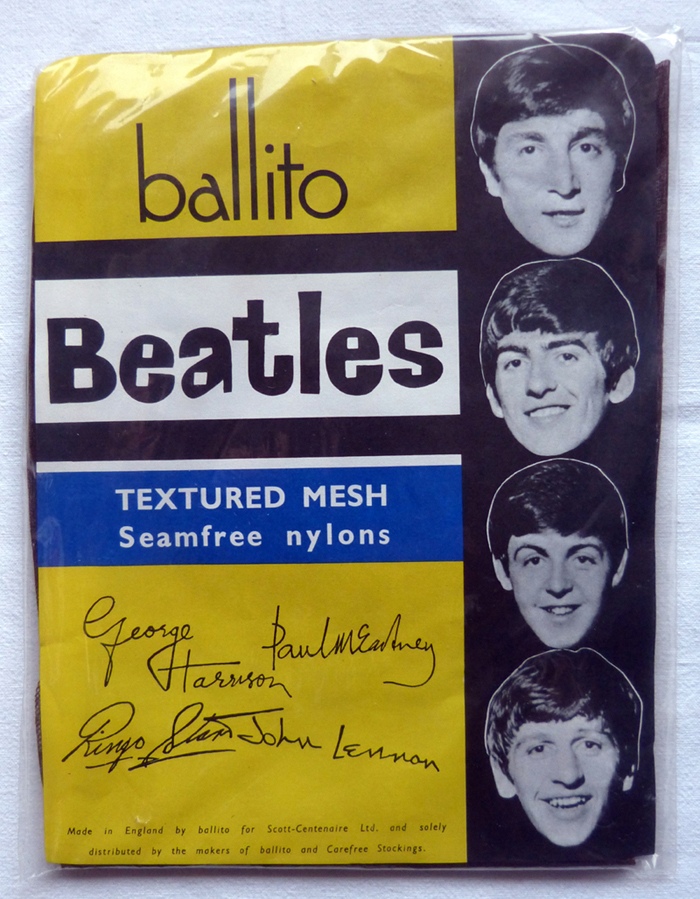 ballito
Beatles
TEXTURED MESH
Seamfree nylons
George
Harrison
Paul McCartney
Ringo Starr
John Lennon
Made in England by ballito for Scott-Centenaire Ltd. and solely
distributed by the makers of ballito and Carefree Stockings.